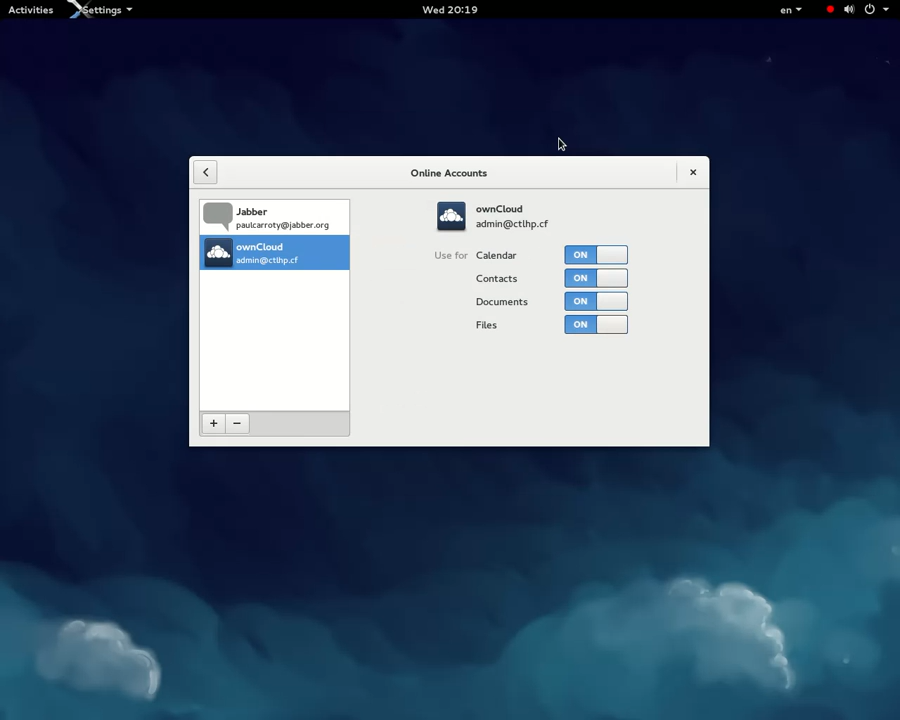 Activities Settings Wed 20:19 en
Online Accounts
Jabber
paulcarroty@jabber.org
ownCloud
admin@ctlhp.cf
ownCloud
admin@ctlhp.cf
Use for Calendar ON
Contacts ON
Documents ON
Files ON